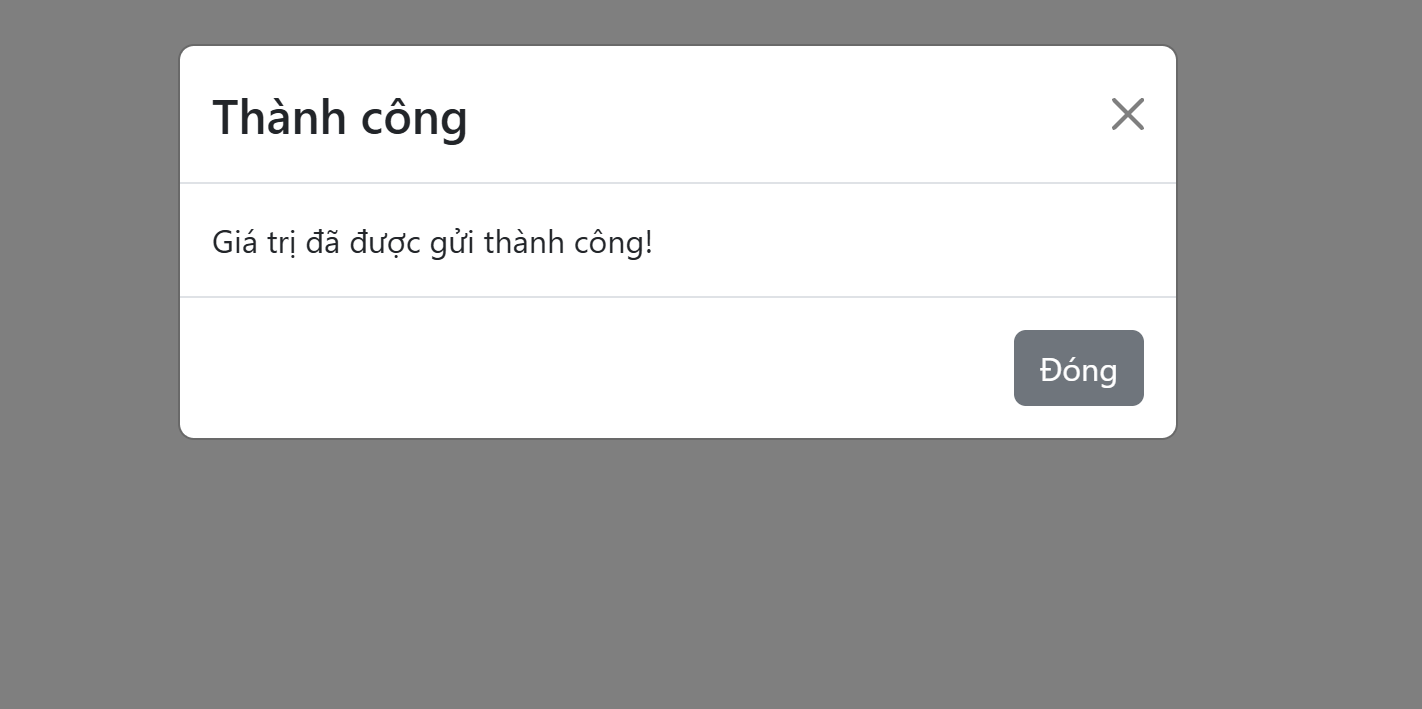 Thành công
Giá trị đã được gửi thành công!
Đóng